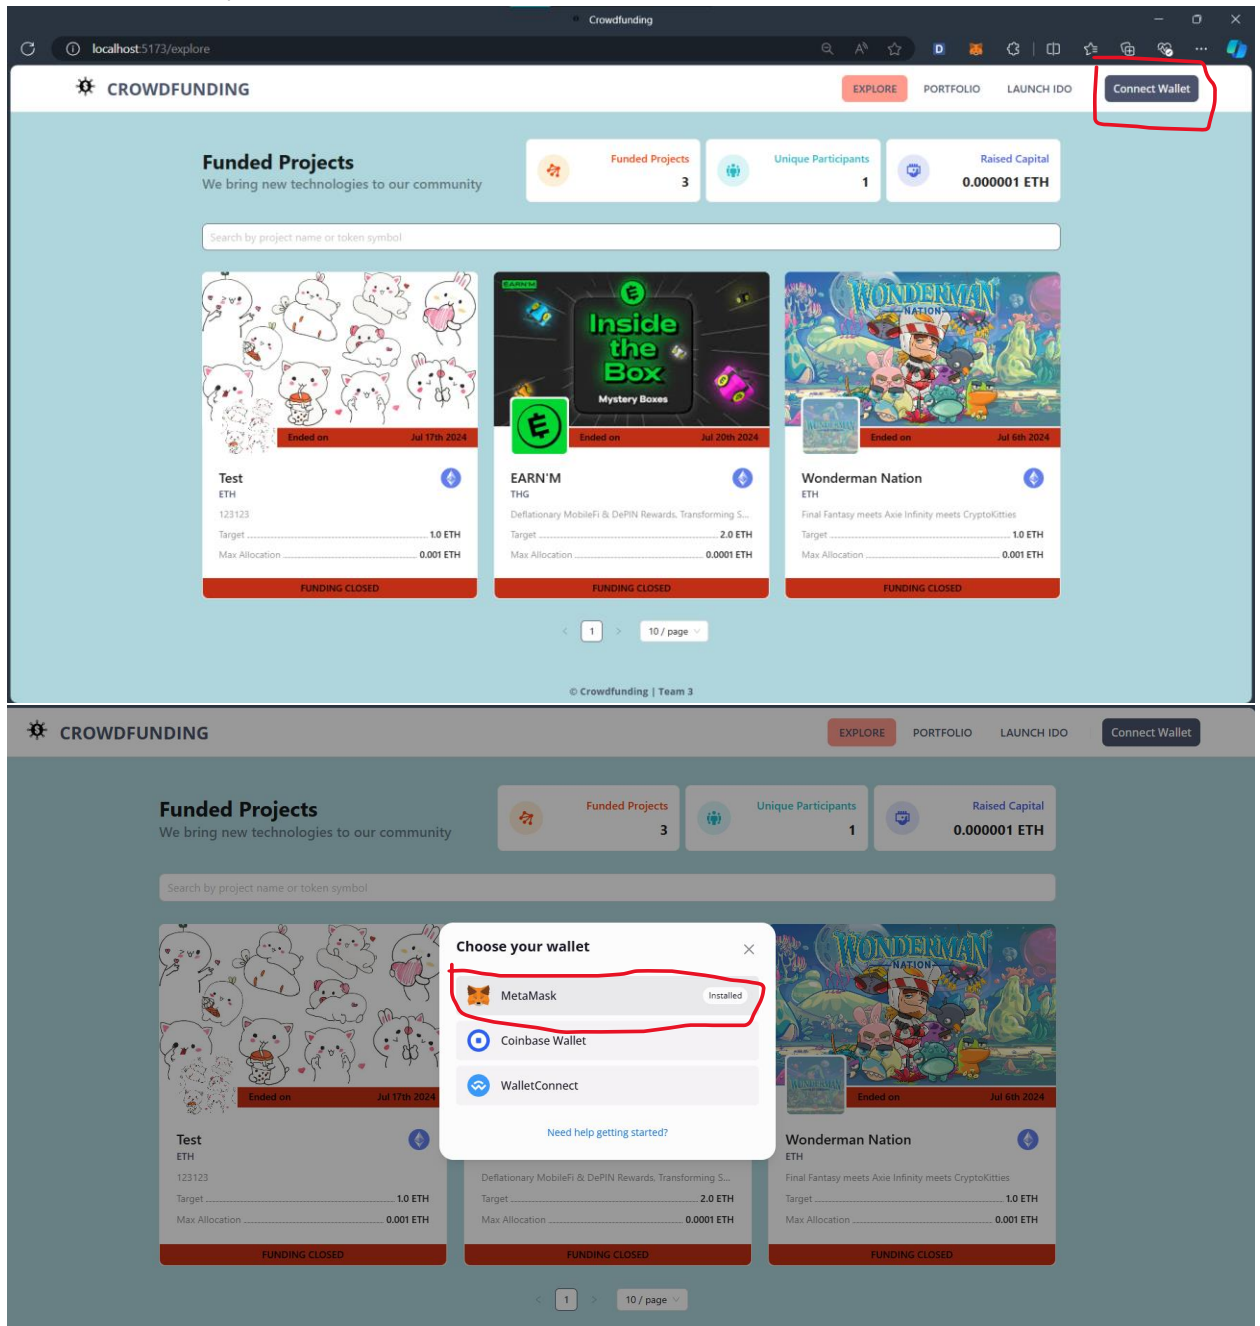 Crowdfunding
localhost:5173/explore
CROWDFUNDING
EXPLORE
PORTFOLIO
LAUNCH IDO
Connect Wallet
Funded Projects
We bring new technologies to our community
Funded Projects
3
Unique Participants
1
Raised Capital
0.000001 ETH
Search by project name or token symbol
EARN'M
Inside
the
Box
Mystery Boxes
WONDERMAN
NATION
Ended on Jul 17th 2024
Ended on Jul 20th 2024
Ended on Jul 6th 2024
Test
ETH
123123
Target 1.0 ETH
Max Allocation 0.001 ETH
FUNDING CLOSED
EARN'M
THG
Deflationary MobileFi & DePIN Rewards, Transforming S...
Target 2.0 ETH
Max Allocation 0.0001 ETH
FUNDING CLOSED
Wonderman Nation
ETH
Final Fantasy meets Axie Infinity meets CryptoKitties
Target 1.0 ETH
Max Allocation 0.001 ETH
FUNDING CLOSED
< 1 > 10 / page
© Crowdfunding | Team 3
CROWDFUNDING
EXPLORE
PORTFOLIO
LAUNCH IDO
Connect Wallet
Funded Projects
We bring new technologies to our community
Funded Projects
3
Unique Participants
1
Raised Capital
0.000001 ETH
Search by project name or token symbol
Choose your wallet
MetaMask Installed
Coinbase Wallet
WalletConnect
Need help getting started?
WONDERMAN
NATION
Ended on Jul 17th 2024
Ended on Jul 6th 2024
Test
ETH
123123
Target 1.0 ETH
Max Allocation 0.001 ETH
FUNDING CLOSED
Deflationary MobileFi & DePIN Rewards, Transforming S...
Target 2.0 ETH
Max Allocation 0.0001 ETH
FUNDING CLOSED
Wonderman Nation
ETH
Final Fantasy meets Axie Infinity meets CryptoKitties
Target 1.0 ETH
Max Allocation 0.001 ETH
FUNDING CLOSED
< 1 > 10 / page